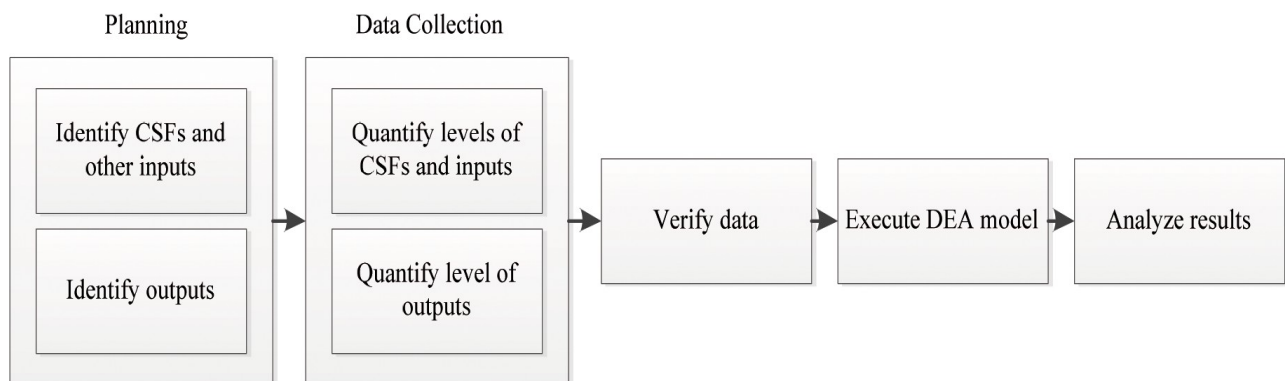 Planning
Data Collection
Identify CSFs and
other inputs
Identify outputs
Quantify levels of
CSFs and inputs
Quantify level of
outputs
Verify data
Execute DEA model
Analyze results